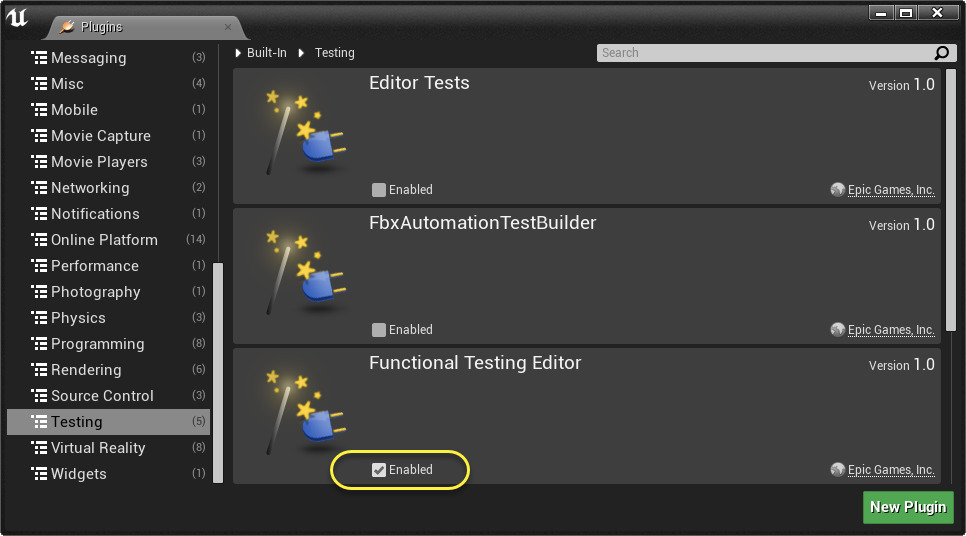 Plugins
Messaging (3)
Misc (4)
Mobile (1)
Movie Capture (1)
Movie Players (3)
Networking (2)
Notifications (1)
Online Platform (14)
Performance (1)
Photography (1)
Physics (3)
Programming (8)
Rendering (6)
Source Control (3)
Testing (5)
Virtual Reality (8)
Widgets (1)
Built-In Testing
Search
Editor Tests
Version 1.0
Enabled
Epic Games, Inc.
FbxAutomationTestBuilder
Version 1.0
Enabled
Epic Games, Inc.
Functional Testing Editor
Version 1.0
Enabled
Epic Games, Inc.
New Plugin